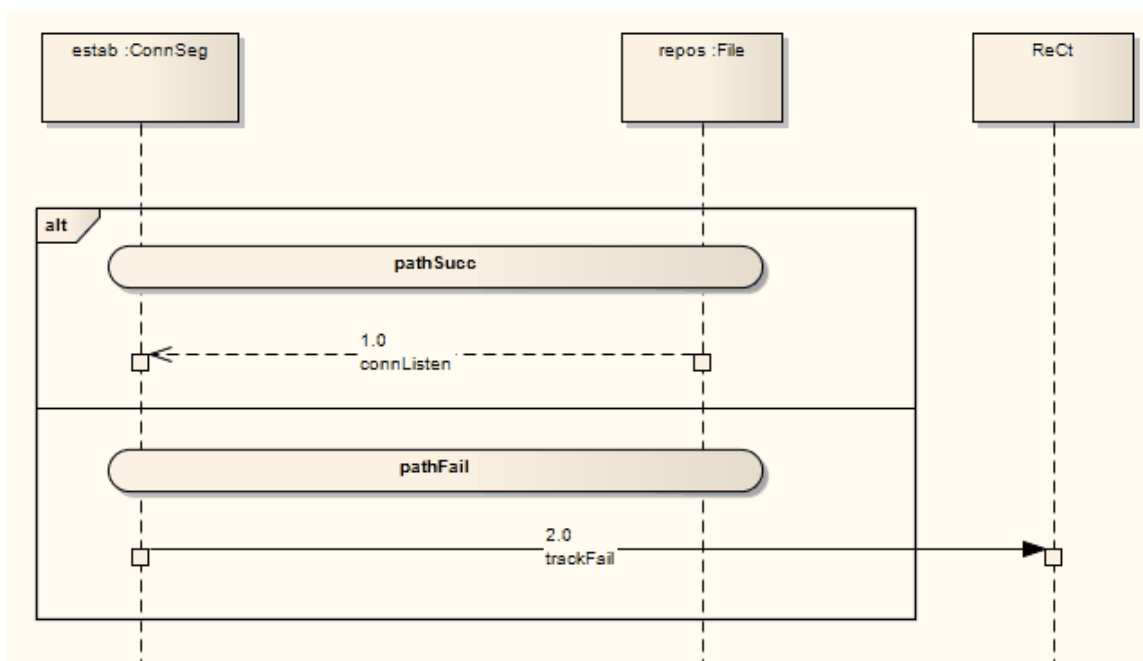 estab :ConnSeg
repos :File
ReCt
alt
pathSucc
1.0
connListen
pathFail
2.0
trackFail